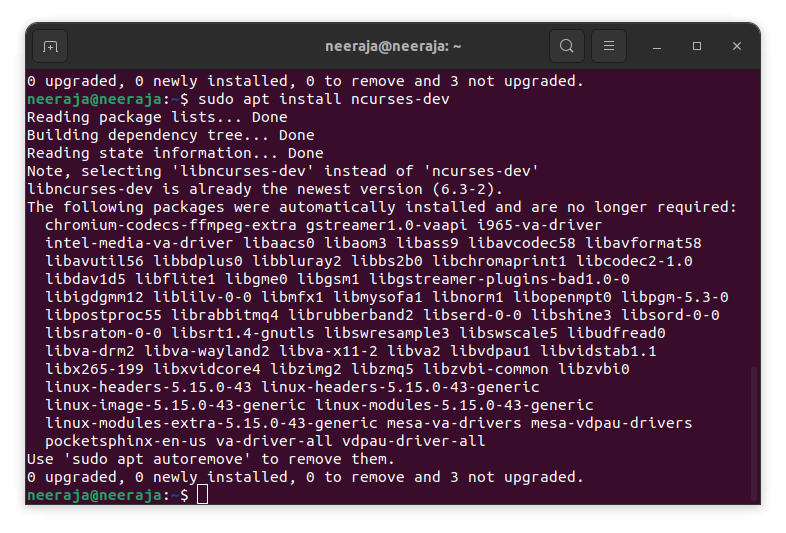 neeraja@neeraja: ~
0 upgraded, 0 newly installed, 0 to remove and 3 not upgraded.
neeraja@neeraja:~$ sudo apt install ncurses-dev
Reading package lists... Done
Building dependency tree... Done
Reading state information... Done
Note, selecting 'libncurses-dev' instead of 'ncurses-dev'
libncurses-dev is already the newest version (6.3-2).
The following packages were automatically installed and are no longer required:
  chromium-codecs-ffmpeg-extra gstreamer1.0-vaapi i965-va-driver
  intel-media-va-driver libaacs0 libaom3 libass9 libavcodec58 libavformat58
  libavutil56 libbdplus0 libbluray2 libbs2b0 libchromaprint1 libcodec2-1.0
  libdav1d5 libflite1 libgme0 libgsm1 libgstreamer-plugins-bad1.0-0
  libigdgmm12 liblilv-0-0 libmfx1 libmysofa1 libnorm1 libopenmpt0 libpgm-5.3-0
  libpostproc55 librabbitmq4 librubberband2 libserd-0-0 libshine3 libsord-0-0
  libsratom-0-0 libsrt1.4-gnutls libswresample3 libswscale5 libudfread0
  libva-drm2 libva-wayland2 libva-x11-2 libva2 libvdpau1 libvidstab1.1
  libx265-199 libxvidcore4 libzimg2 libzmq5 libzvbi-common libzvbi0
  linux-headers-5.15.0-43 linux-headers-5.15.0-43-generic
  linux-image-5.15.0-43-generic linux-modules-5.15.0-43-generic
  linux-modules-extra-5.15.0-43-generic mesa-va-drivers mesa-vdpau-drivers
  pocketsphinx-en-us va-driver-all vdpau-driver-all
Use 'sudo apt autoremove' to remove them.
0 upgraded, 0 newly installed, 0 to remove and 3 not upgraded.
neeraja@neeraja:~$